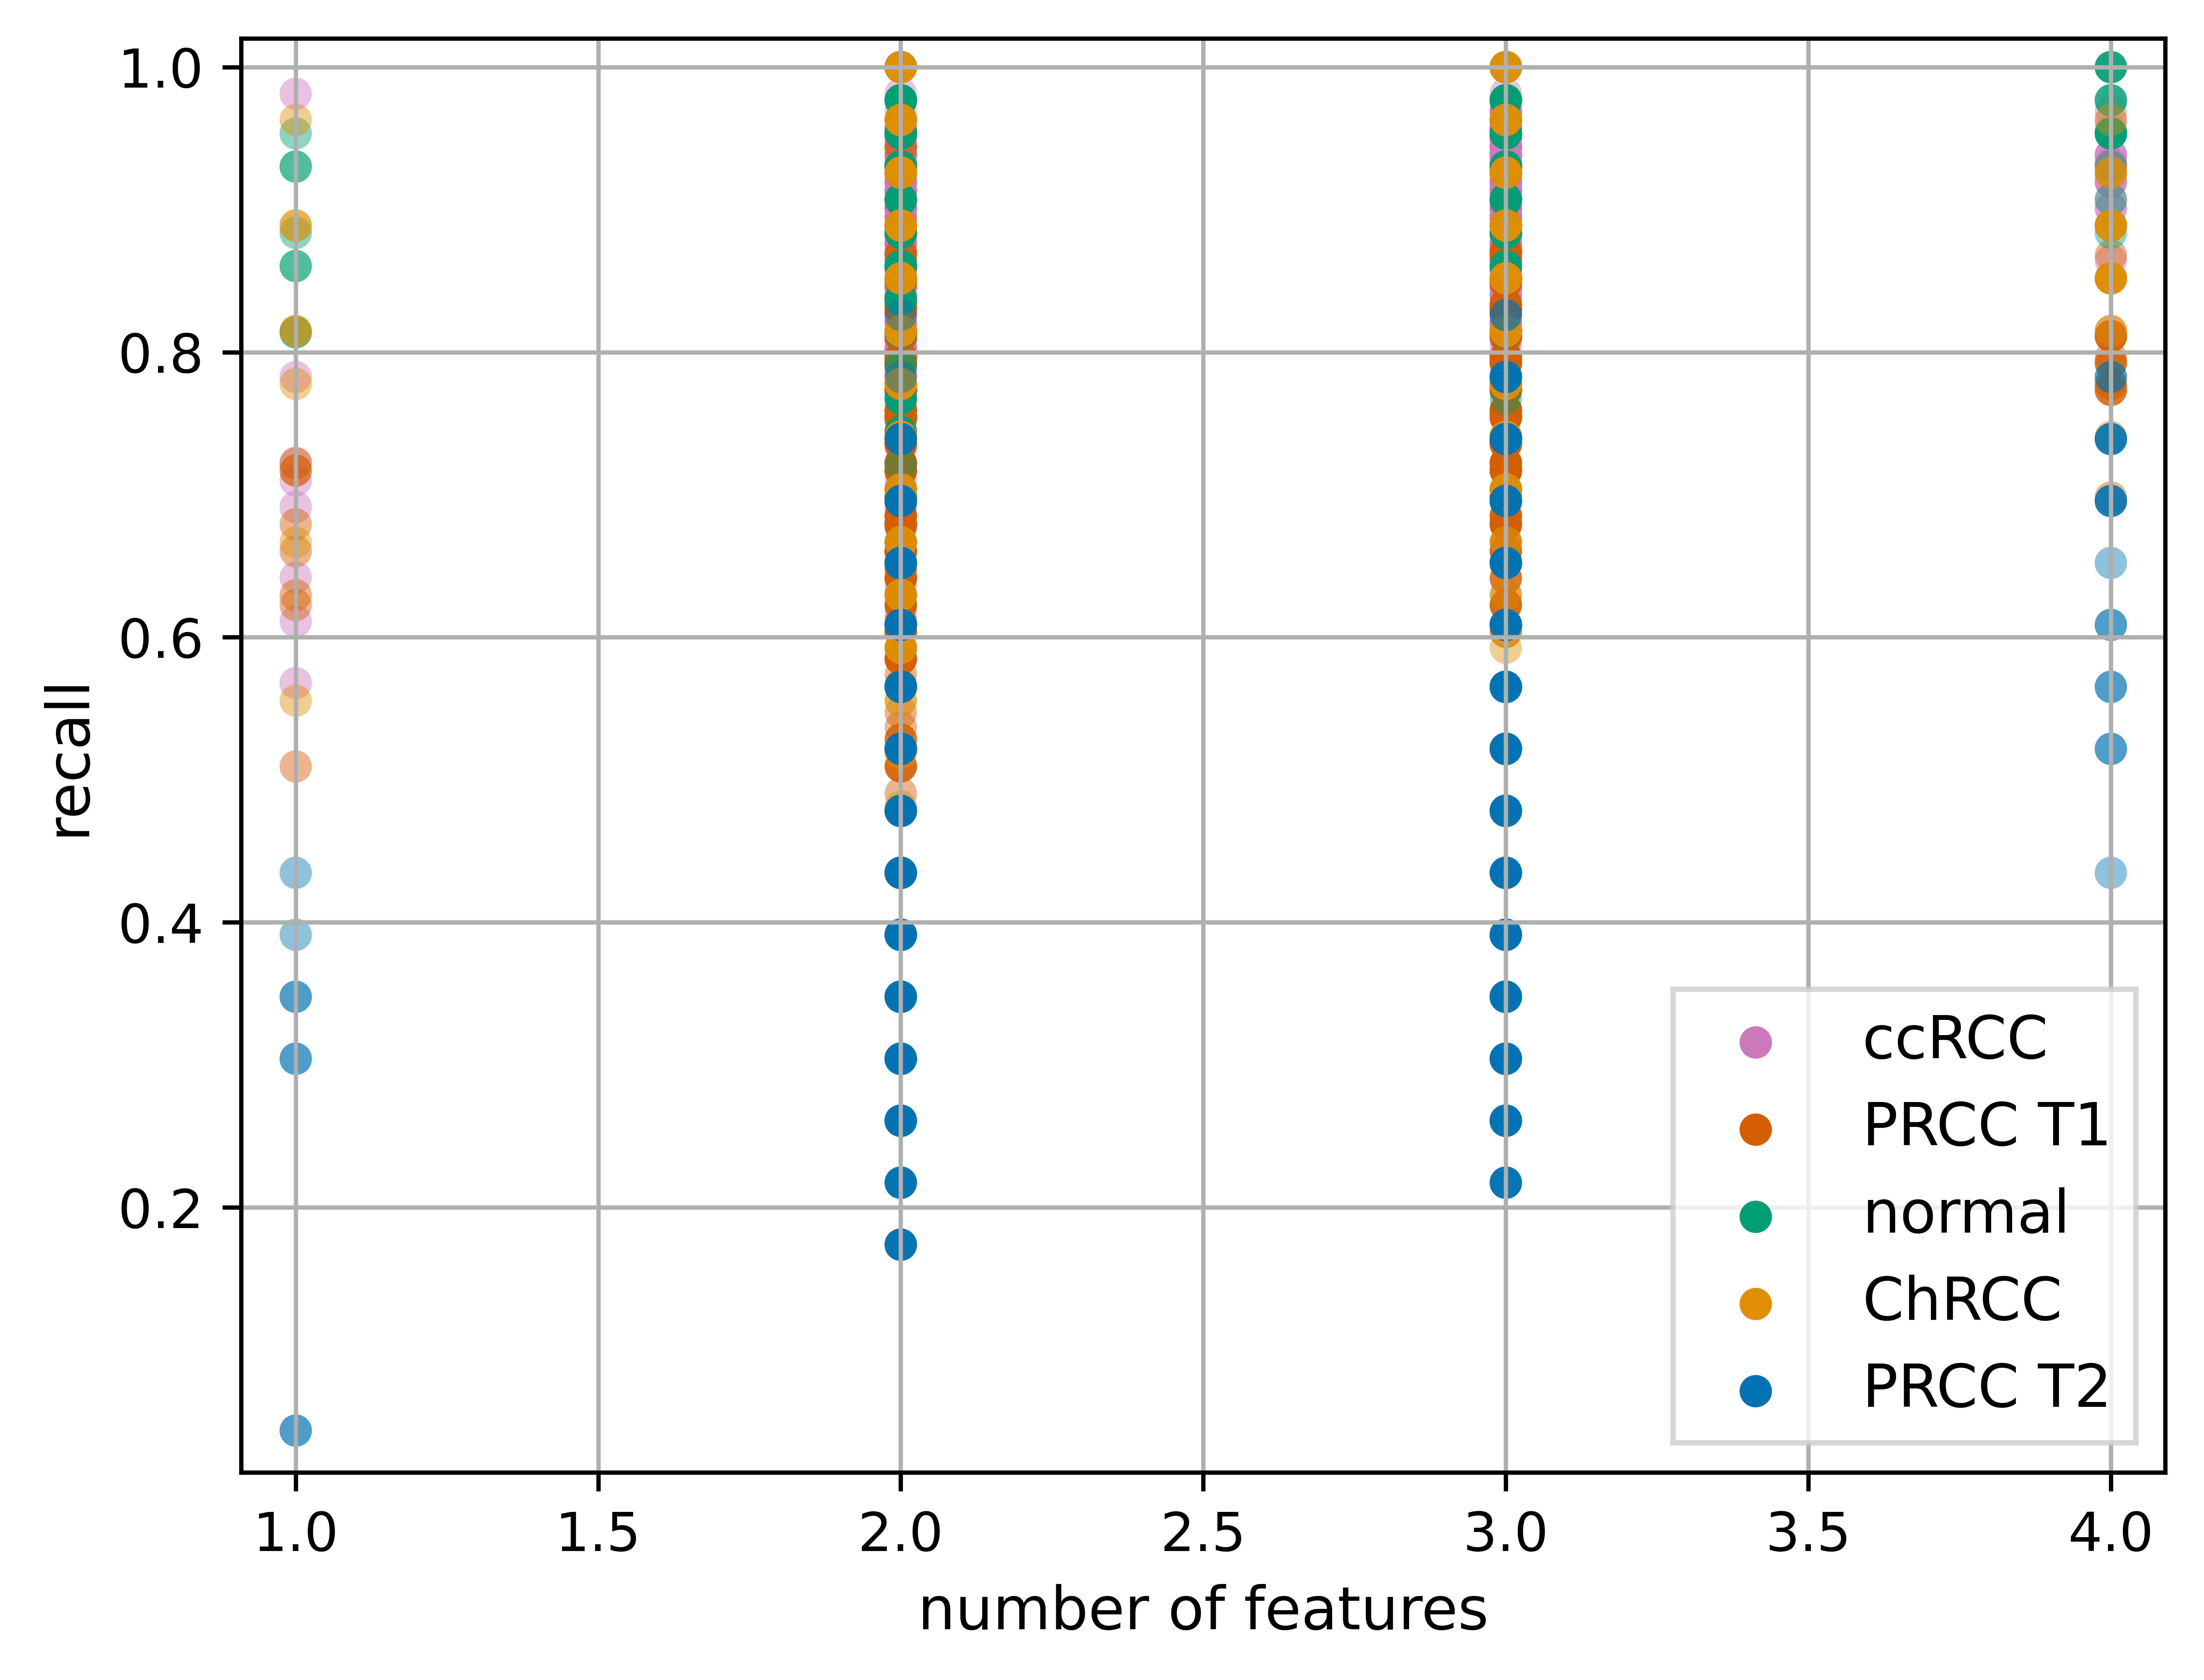 1.0
0.8
0.6
0.4
0.2
recall
1.0 1.5 2.0 2.5 3.0 3.5 4.0
number of features
ccRCC
PRCC T1
normal
ChRCC
PRCC T2